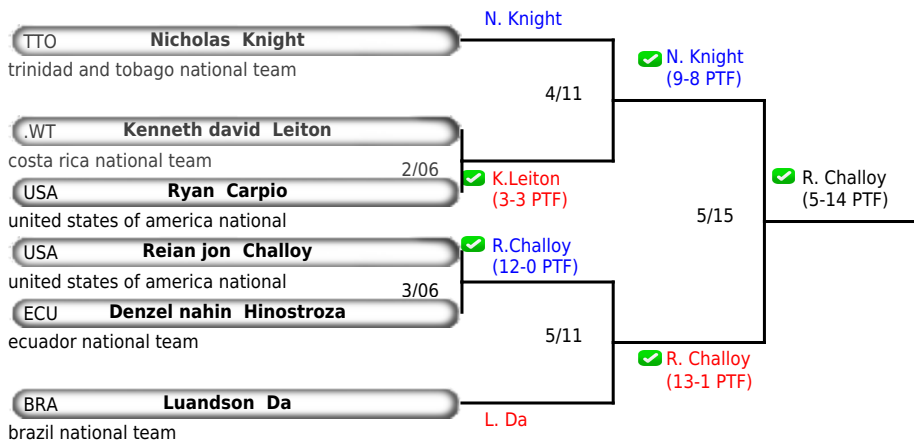 N. Knight
TTO Nicholas Knight
trinidad and tobago national team
N. Knight
(9-8 PTF)
4/11
.WT Kenneth david Leiton
costa rica national team
2/06
K.Leiton
(3-3 PTF)
USA Ryan Carpio
united states of america national
R. Challoy
(5-14 PTF)
5/15
USA Reian jon Challoy
united states of america national
R.Challoy
(12-0 PTF)
3/06
ECU Denzel nahin Hinostroza
ecuador national team
5/11
R. Challoy
(13-1 PTF)
BRA Luandson Da
brazil national team
L. Da